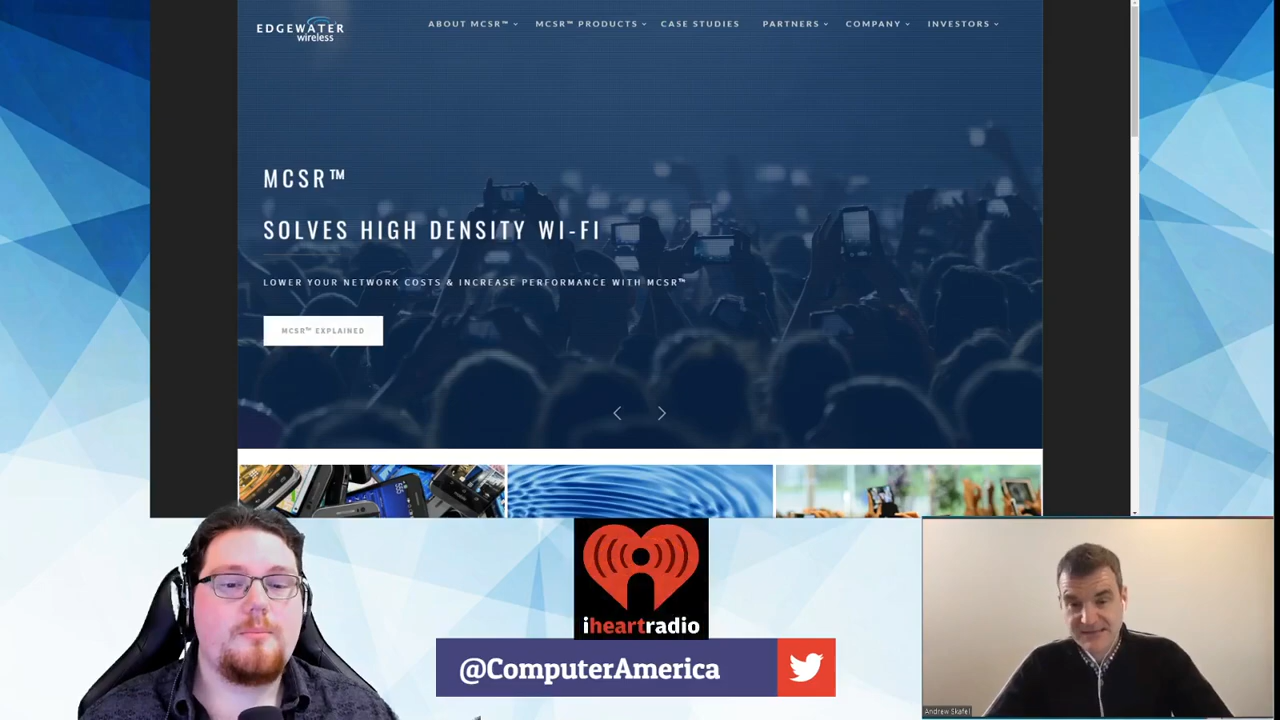 EDGEWATER
wireless
ABOUT MCSR™ MCSR™ PRODUCTS CASE STUDIES PARTNERS COMPANY INVESTORS
MCSR™
SOLVES HIGH DENSITY WI-FI
LOWER YOUR NETWORK COSTS & INCREASE PERFORMANCE WITH MCSR™
MCSR™ EXPLAINED
iheartradio
@ComputerAmerica
Andrew Skafel